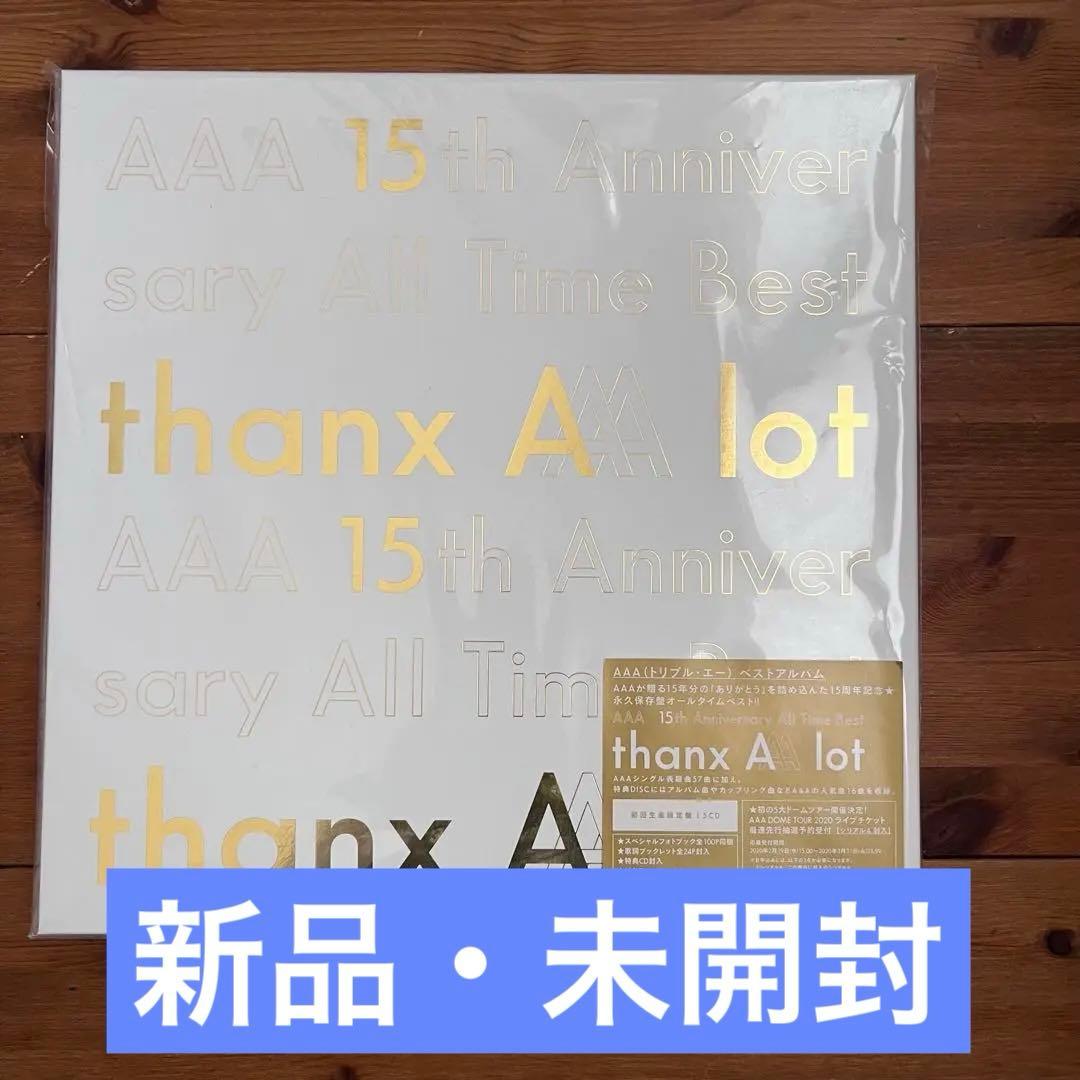 AAA 15th Anniver
sary All Time Best
thanx AAA lot
AAA 15th Anniver
sary All Tim
thanx A
AAA(トリプル・エー) ベストアルバム
AAAが贈る15年分の「ありがとう」を詰め込んだ15周年記念★
永久保存盤オールタイムベスト!!
AAA 15th Anniversary All Time Best
thanx AAA lot
AAAシングル表題曲57曲に加え、
特典DISCにはアルバム曲やカップリング曲などAAAの人気曲16曲を収録。
初回生産限定盤 | 5CD
★スペシャルフォトブック全100P同梱
★歌詞ブックレット全24P封入
★特典CD封入
★初の5大ドームツアー開催決定!
AAA DOME TOUR 2020 ライブチケット
最速先行抽選予約受付 [シリアルNo.封入]
応募受付期間
新品・未開封